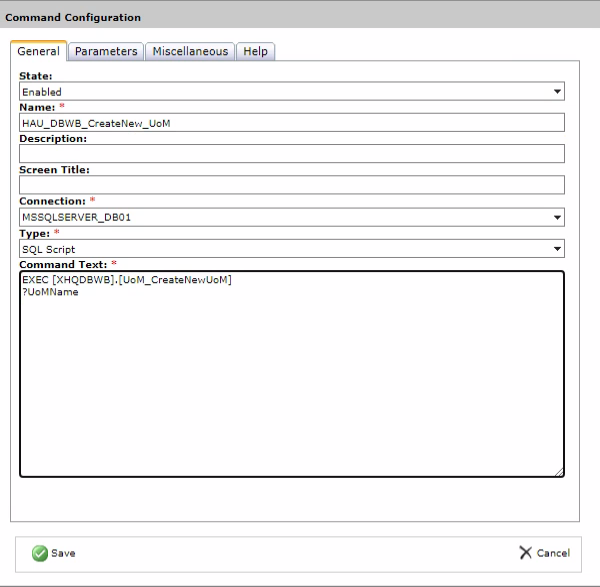 Command Configuration
General Parameters Miscellaneous Help
State:
Enabled
Name: *
HAU_DBWB_CreateNew_UoM
Description:
Screen Title:
Connection: *
MSSQLSERVER_DB01
Type: *
SQL Script
Command Text: *
EXEC [XHQDBWB].[UoM_CreateNewUoM]
?UoMName
Save Cancel